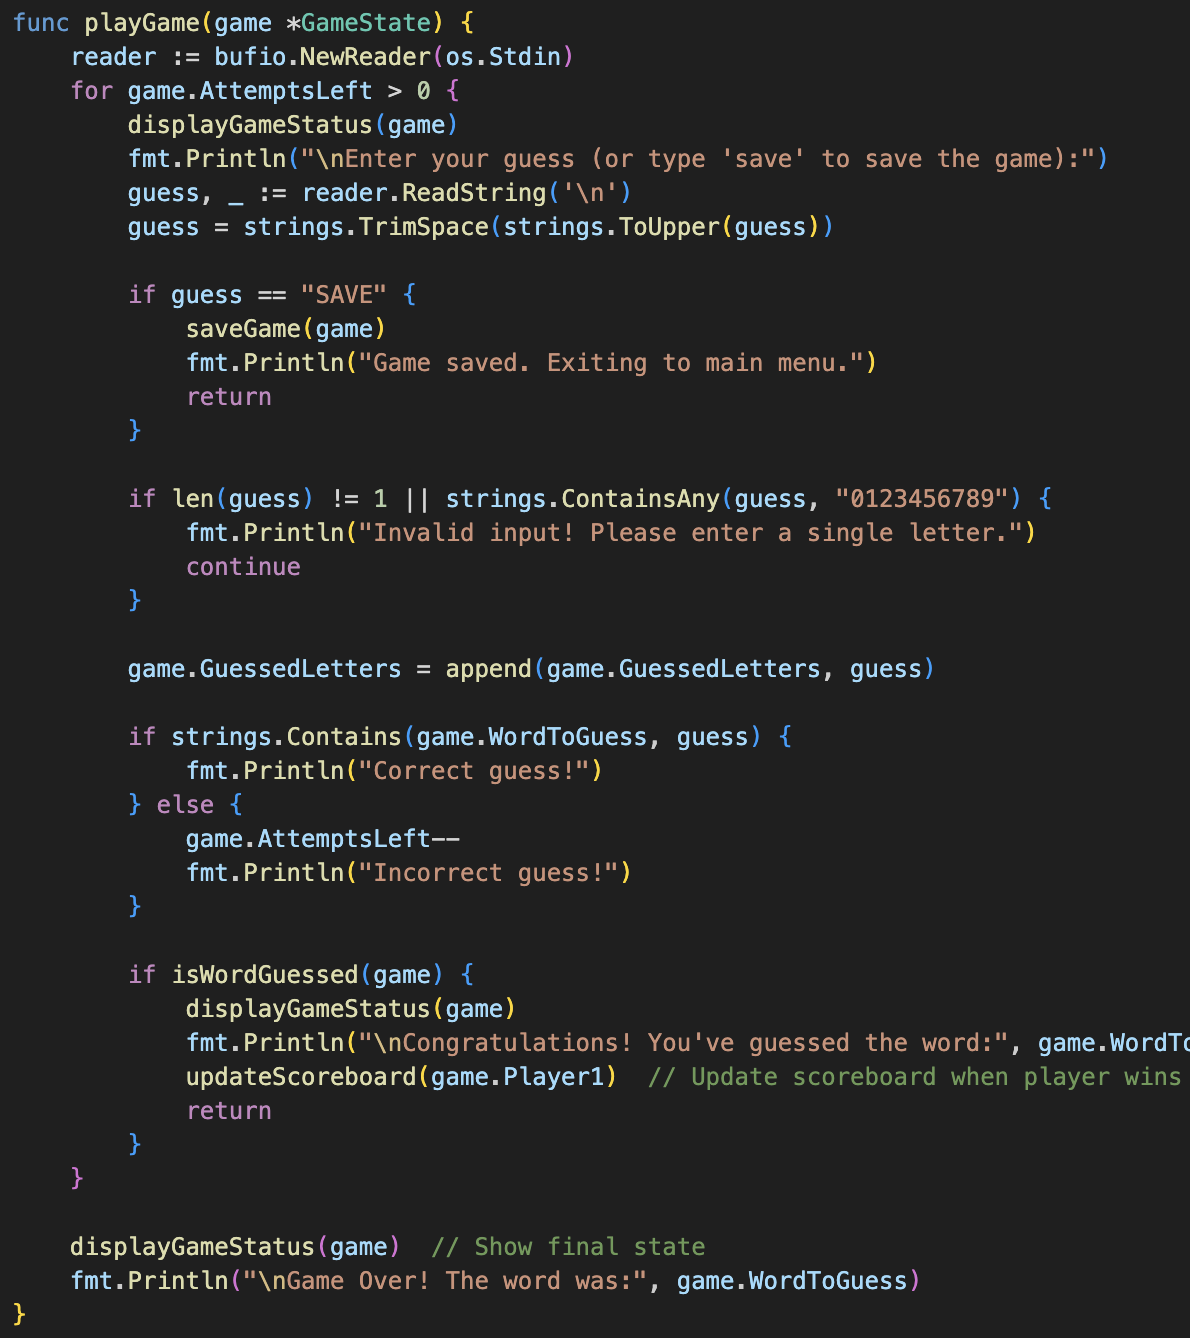 func playGame(game *GameState) {
    reader := bufio.NewReader(os.Stdin)
    for game.AttemptsLeft > 0 {
        displayGameStatus(game)
        fmt.Println("\nEnter your guess (or type 'save' to save the game):")
        guess, _ := reader.ReadString('\n')
        guess = strings.TrimSpace(strings.ToUpper(guess))

        if guess == "SAVE" {
            saveGame(game)
            fmt.Println("Game saved. Exiting to main menu.")
            return
        }

        if len(guess) != 1 || strings.ContainsAny(guess, "0123456789") {
            fmt.Println("Invalid input! Please enter a single letter.")
            continue
        }

        game.GuessedLetters = append(game.GuessedLetters, guess)

        if strings.Contains(game.WordToGuess, guess) {
            fmt.Println("Correct guess!")
        } else {
            game.AttemptsLeft--
            fmt.Println("Incorrect guess!")
        }

        if isWordGuessed(game) {
            displayGameStatus(game)
            fmt.Println("\nCongratulations! You've guessed the word:", game.WordTo
            updateScoreboard(game.Player1)  // Update scoreboard when player wins
            return
        }
    }

    displayGameStatus(game)  // Show final state
    fmt.Println("\nGame Over! The word was:", game.WordToGuess)
}